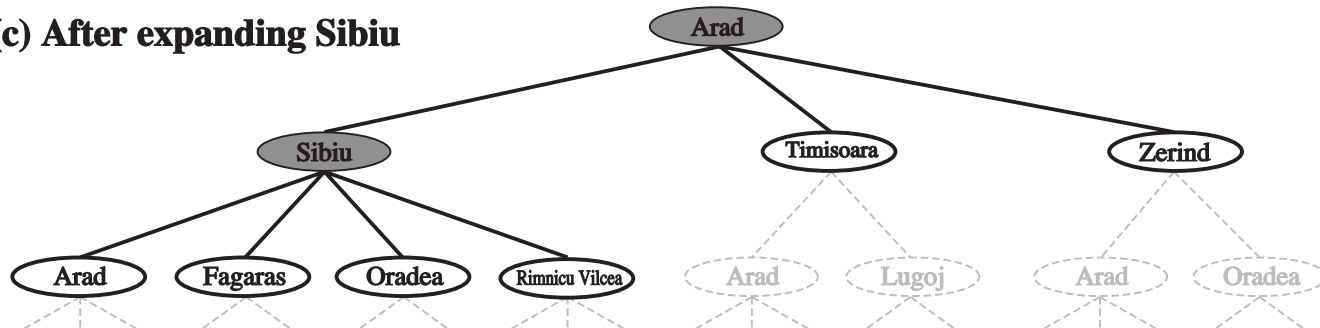 (c) After expanding Sibiu
Arad
Sibiu Timisoara Zerind
Arad Fagaras Oradea Rimnicu Vilcea Arad Lugoj Arad Oradea